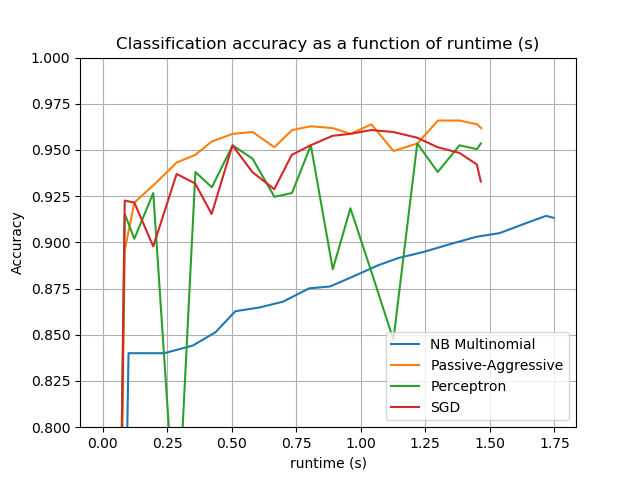 Classification accuracy as a function of runtime (s)
1.000
0.975
0.950
0.925
0.900
0.875
0.850
0.825
0.800
Accuracy
NB Multinomial
Passive-Aggressive
Perceptron
SGD
0.00 0.25 0.50 0.75 1.00 1.25 1.50 1.75
runtime (s)